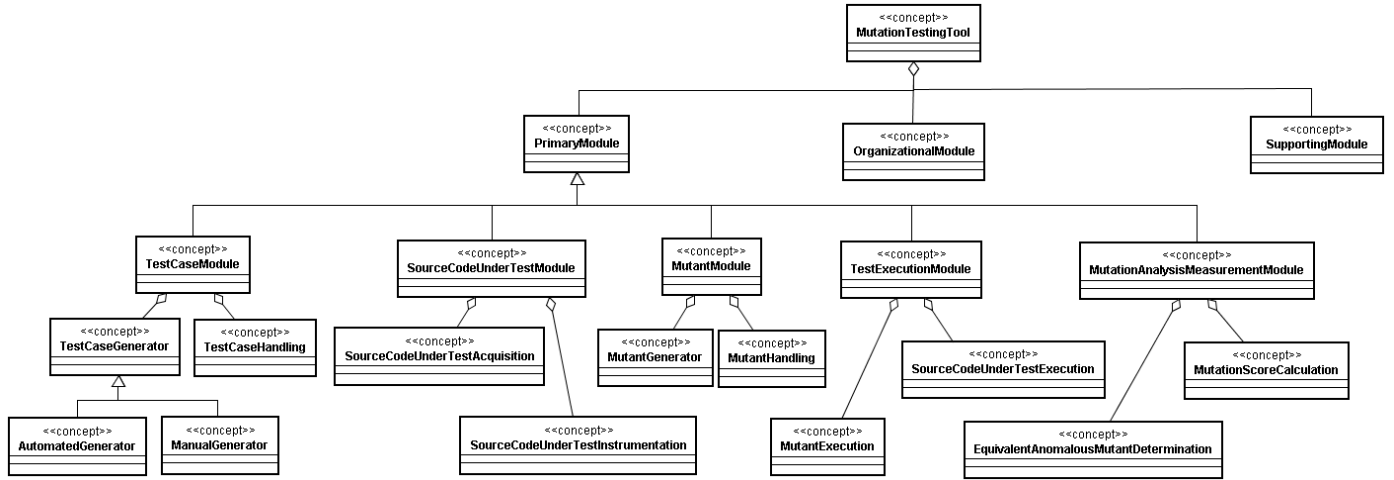 <<concept>>
MutationTestingTool
<<concept>>
PrimaryModule
<<concept>>
OrganizationalModule
<<concept>>
SupportingModule
<<concept>>
TestCaseModule
<<concept>>
SourceCodeUnderTestModule
<<concept>>
MutantModule
<<concept>>
TestExecutionModule
<<concept>>
MutationAnalysisMeasurementModule
<<concept>>
TestCaseGenerator
<<concept>>
TestCaseHandling
<<concept>>
SourceCodeUnderTestAcquisition
<<concept>>
MutantGenerator
<<concept>>
MutantHandling
<<concept>>
SourceCodeUnderTestExecution
<<concept>>
MutationScoreCalculation
<<concept>>
AutomatedGenerator
<<concept>>
ManualGenerator
<<concept>>
SourceCodeUnderTestInstrumentation
<<concept>>
MutantExecution
<<concept>>
EquivalentAnomalousMutantDetermination